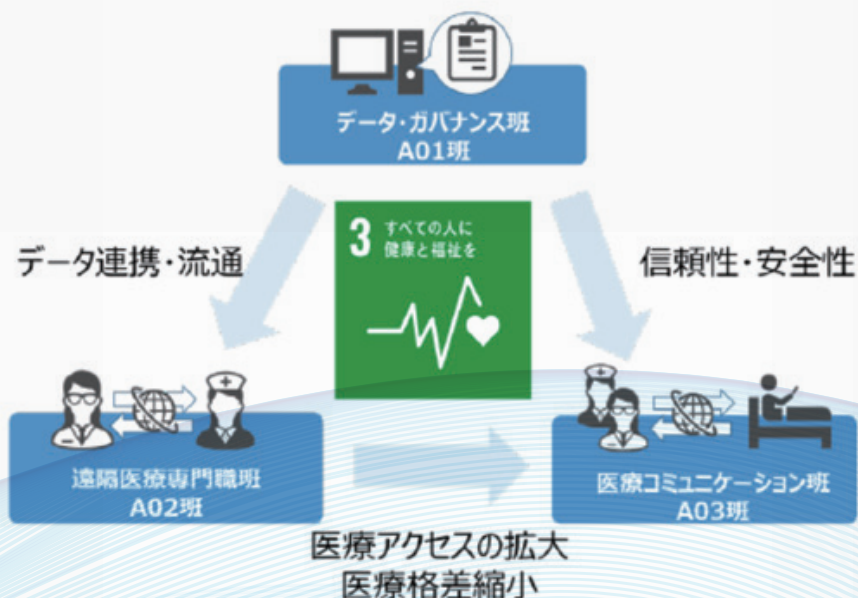 データ・ガバナンス班
A01班
3 すべての人に
健康と福祉を
データ連携・流通
信頼性・安全性
遠隔医療専門職班
A02班
医療コミュニケーション班
A03班
医療アクセスの拡大
医療格差縮小